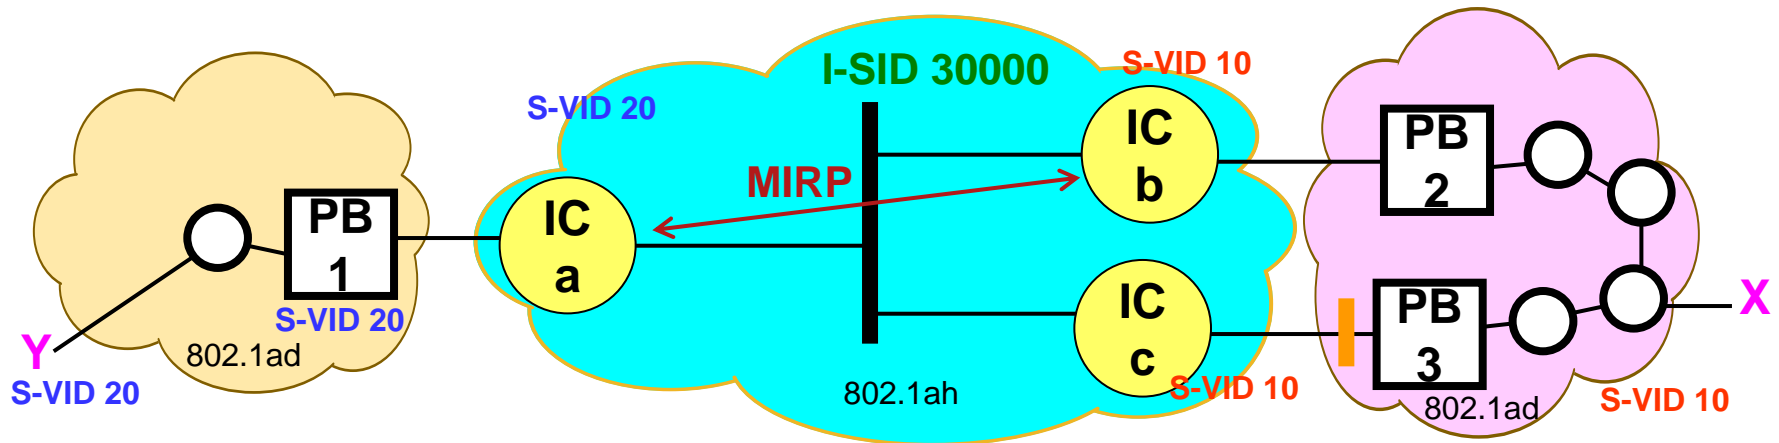 I-SID 30000
S-VID 10
S-VID 20
IC
b
PB
2
MIRP
PB
1
IC
a
S-VID 20
Y
S-VID 20
802.1ad
IC
c
S-VID 10
802.1ah
PB
3
X
802.1ad
S-VID 10